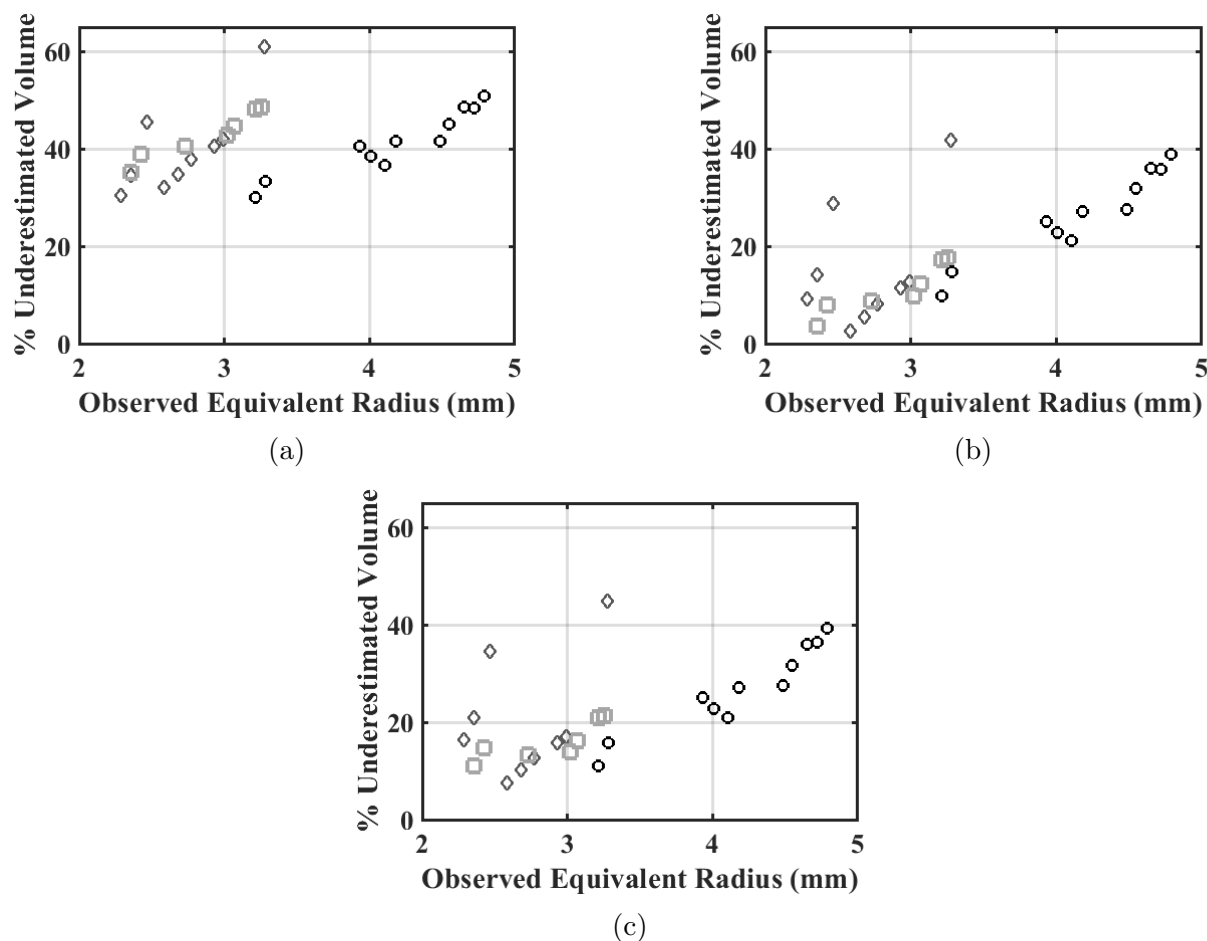 % Underestimated Volume
60
40
20
0
2 3 4 5
Observed Equivalent Radius (mm)
(a)
% Underestimated Volume
60
40
20
0
2 3 4 5
Observed Equivalent Radius (mm)
(b)
% Underestimated Volume
60
40
20
0
2 3 4 5
Observed Equivalent Radius (mm)
(c)